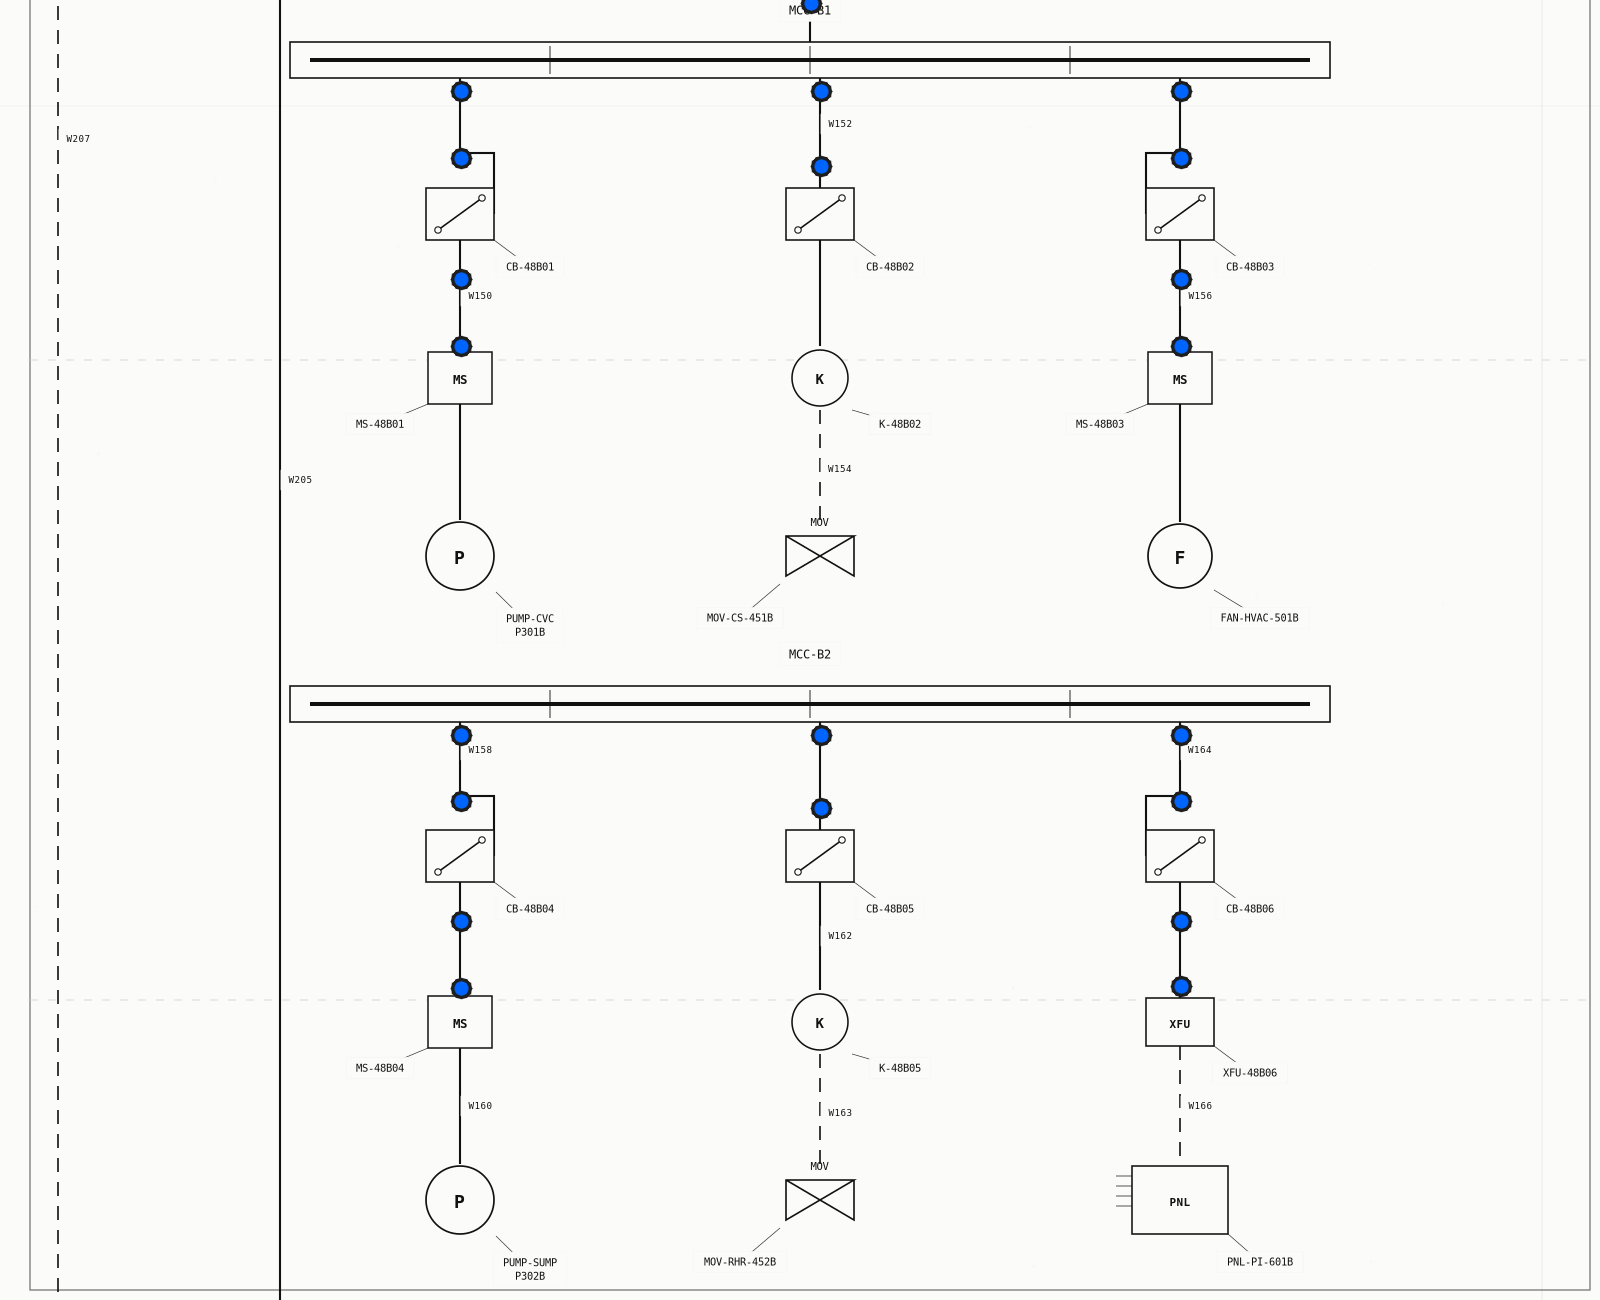 MCC-B1
W207
W152
CB-48B01
CB-48B02
CB-48B03
W150
W156
MS
K
MS
MS-48B01
K-48B02
MS-48B03
W154
W205
MOV
P
F
PUMP-CVC
P301B
MOV-CS-451B
FAN-HVAC-501B
MCC-B2
W158
W164
CB-48B04
CB-48B05
CB-48B06
W162
MS
K
XFU
MS-48B04
K-48B05
XFU-48B06
W160
W163
W166
MOV
P
PNL
PUMP-SUMP
P302B
MOV-RHR-452B
PNL-PI-601B